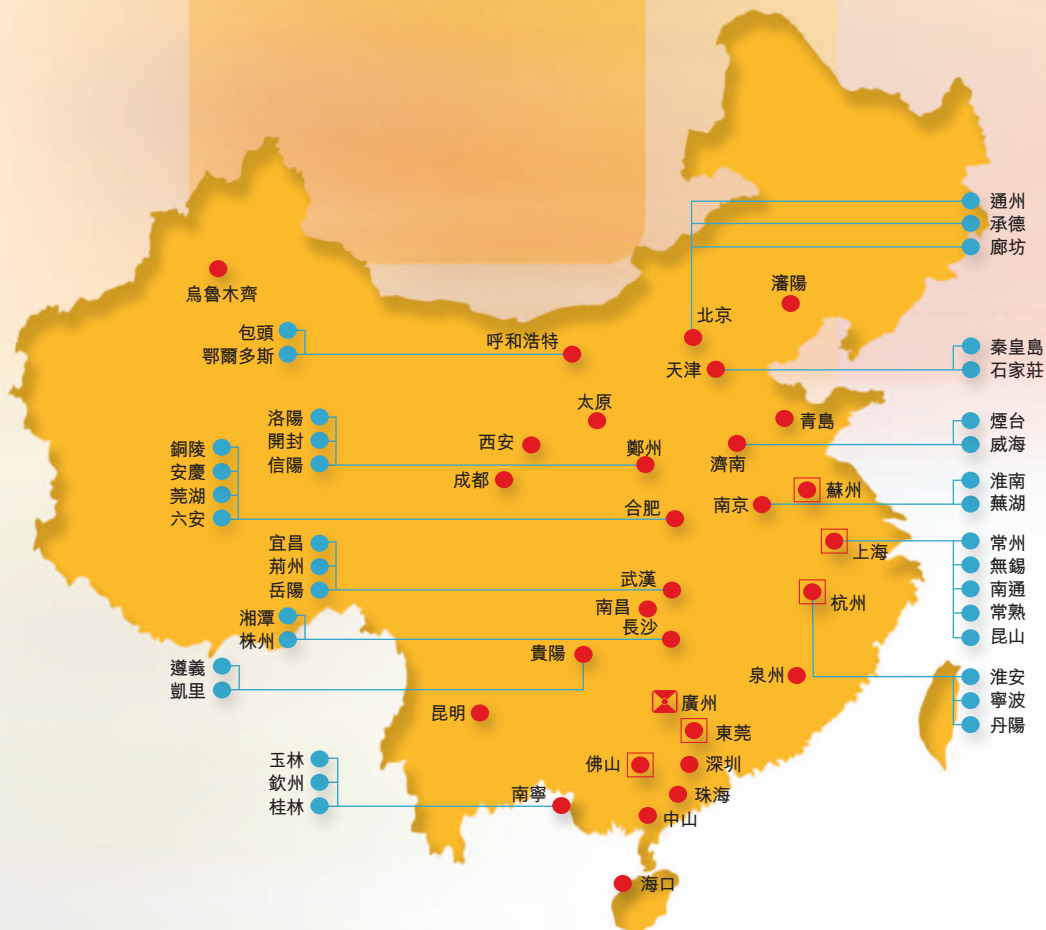 通州
承德
廊坊
瀋陽
烏魯木齊
北京
包頭
呼和浩特
鄂爾多斯
秦皇島
天津
石家莊
太原
洛陽
青島
煙台
開封
西安
鄭州
濟南
威海
信陽
銅陵
安慶
莞湖
六安
成都
蘇州
淮南
南京
蕪湖
合肥
宜昌
荊州
岳陽
上海
常州
無錫
南通
常熟
昆山
武漢
杭州
南昌
湘潭
長沙
株州
貴陽
遵義
凱里
泉州
淮安
寧波
丹陽
廣州
昆明
東莞
玉林
欽州
桂林
佛山
深圳
南寧
珠海
中山
海口